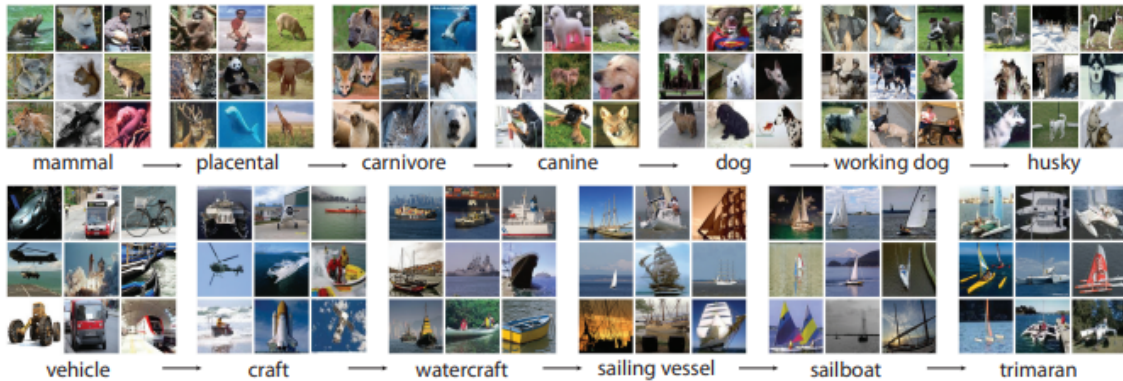 mammal placental carnivore canine dog working dog husky
vehicle craft watercraft sailing vessel sailboat trimaran